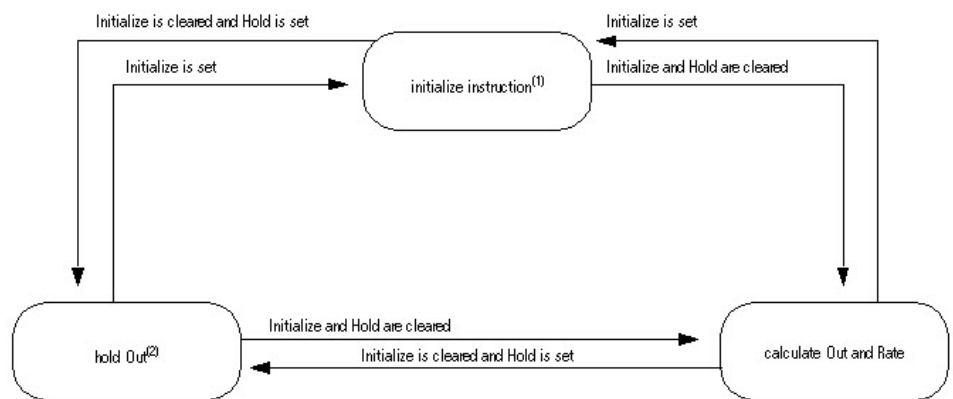 Initialize is cleared and Hold is set
Initialize is set
Initialize is set
initialize instruction(1)
Initialize and Hold are cleared
Initialize and Hold are cleared
hold Out(2)
Initialize is cleared and Hold is set
calculate Out and Rate